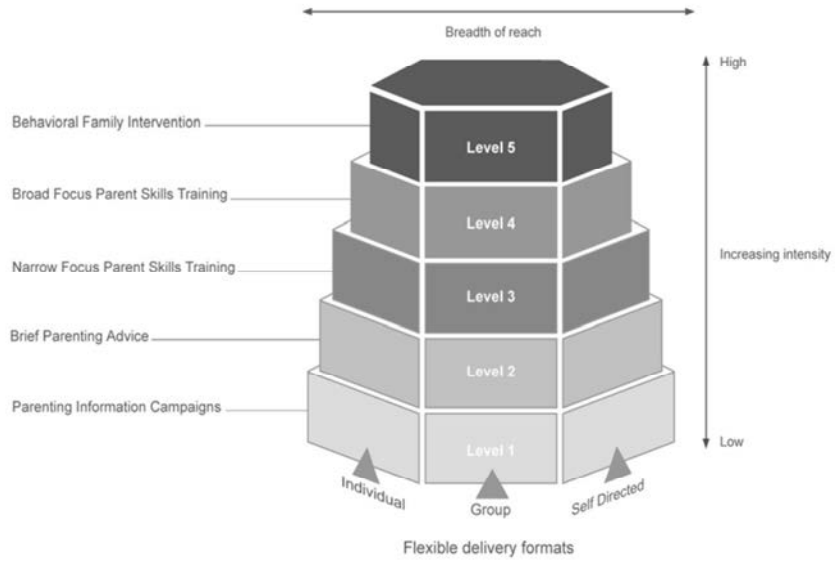 Breadth of reach
High
Behavioral Family Intervention
Level 5
Broad Focus Parent Skills Training
Level 4
Increasing intensity
Narrow Focus Parent Skills Training
Level 3
Brief Parenting Advice
Level 2
Parenting Information Campaigns
Low
Level 1
Individual
Group
Self Directed
Flexible delivery formats